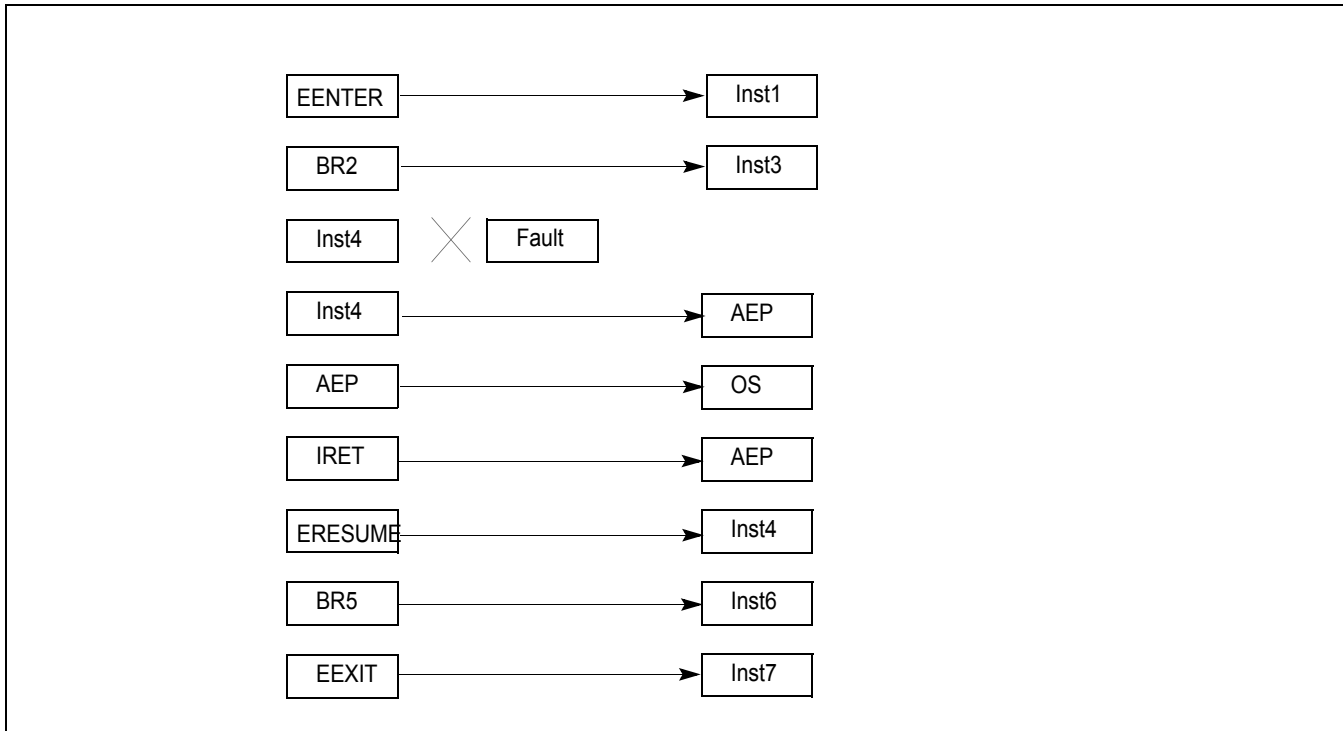 EENTER Inst1
BR2 Inst3
Inst4 Fault
Inst4 AEP
AEP OS
IRET AEP
ERESUME Inst4
BR5 Inst6
EEXIT Inst7